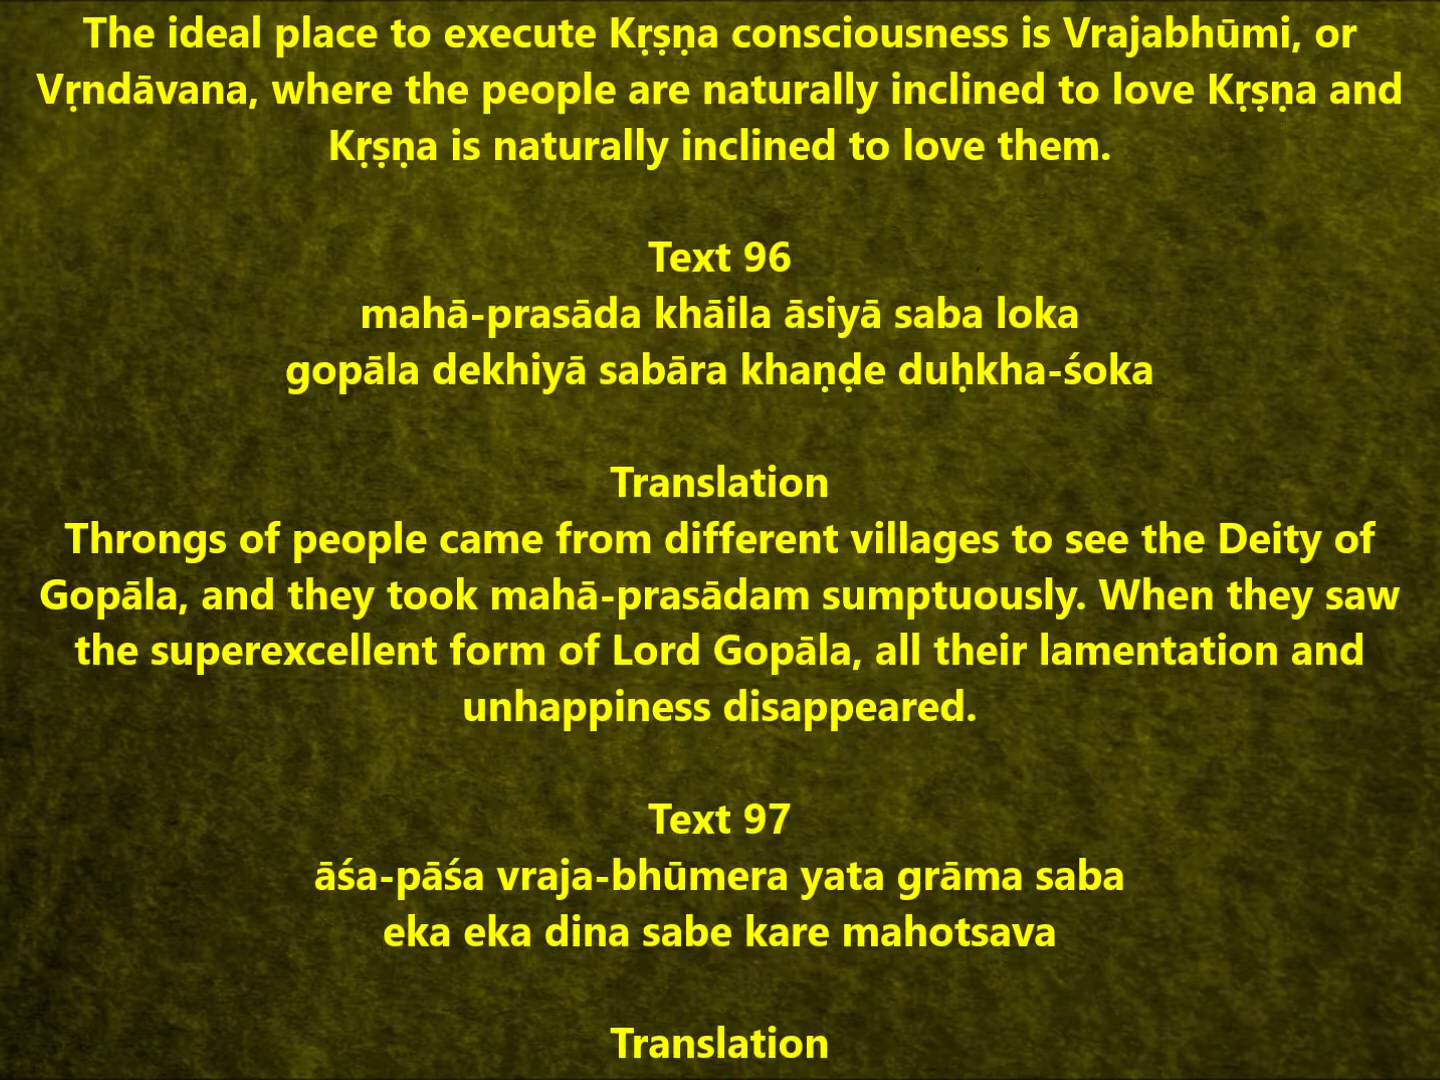 The ideal place to execute Kṛṣṇa consciousness is Vrajabhūmi, or
Vṛndāvana, where the people are naturally inclined to love Kṛṣṇa and
Kṛṣṇa is naturally inclined to love them.
Text 96
mahā-prasāda khāila āsiyā saba loka
gopāla dekhiyā sabāra khaṇḍe duḥkha-śoka
Translation
Throngs of people came from different villages to see the Deity of
Gopāla, and they took mahā-prasādam sumptuously. When they saw
the superexcellent form of Lord Gopāla, all their lamentation and
unhappiness disappeared.
Text 97
āśa-pāśa vraja-bhūmera yata grāma saba
eka eka dina sabe kare mahotsava
Translation